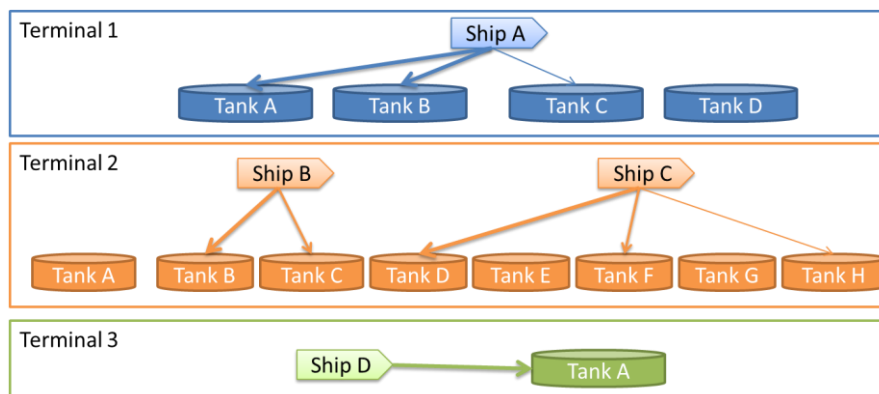 Terminal 1
Ship A
Tank A Tank B Tank C Tank D
Terminal 2
Ship B Ship C
Tank A Tank B Tank C Tank D Tank E Tank F Tank G Tank H
Terminal 3
Ship D
Tank A